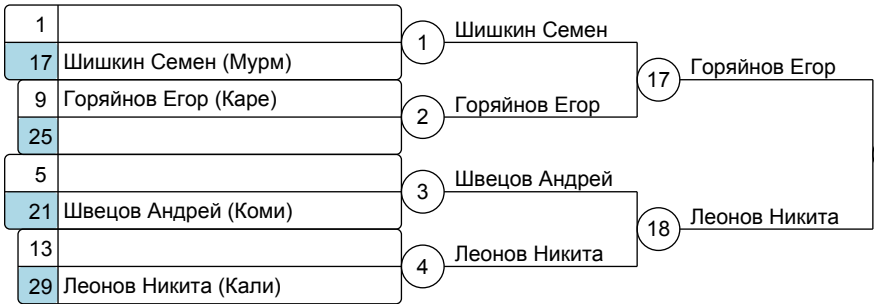 1
17 Шишкин Семен (Мурм)
9 Горяйнов Егор (Каре)
25
5
21 Швецов Андрей (Коми)
13
29 Леонов Никита (Кали)
1 Шишкин Семен
2 Горяйнов Егор
3 Швецов Андрей
4 Леонов Никита
17 Горяйнов Егор
18 Леонов Никита